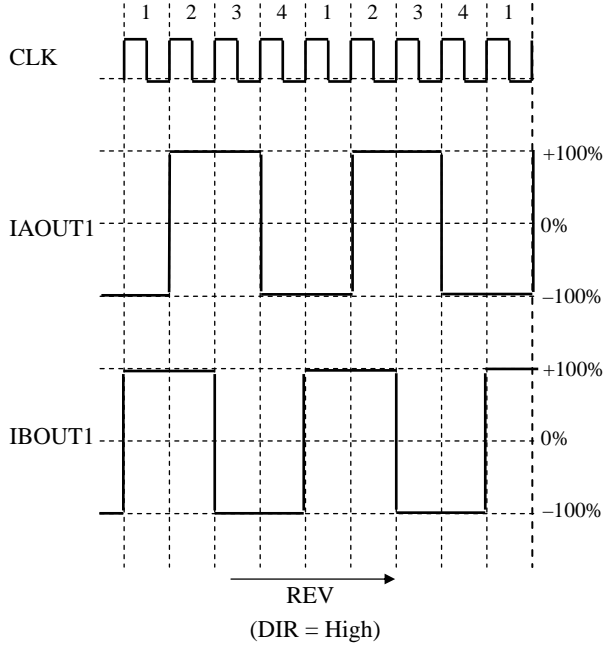 1 2 3 4 1 2 3 4 1
CLK
+100%
IAOUT1
0%
–100%
+100%
IBOUT1
0%
–100%
REV
(DIR = High)